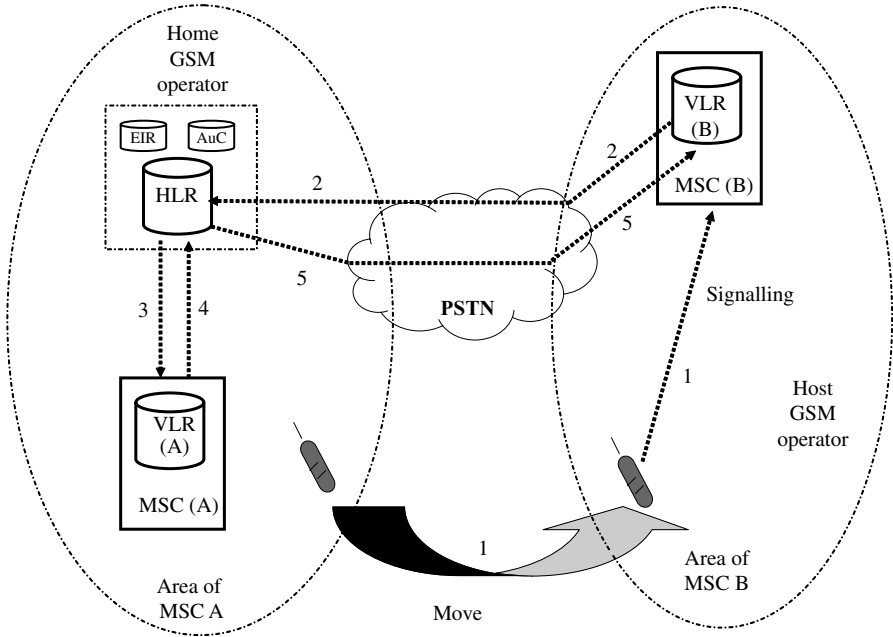 Home
GSM
operator
EIR
AuC
HLR
VLR
(B)
MSC (B)
2
2
5
5
PSTN
3
4
Signalling
1
VLR
(A)
MSC (A)
Host
GSM
operator
1
Area of
MSC A
Move
Area of
MSC B